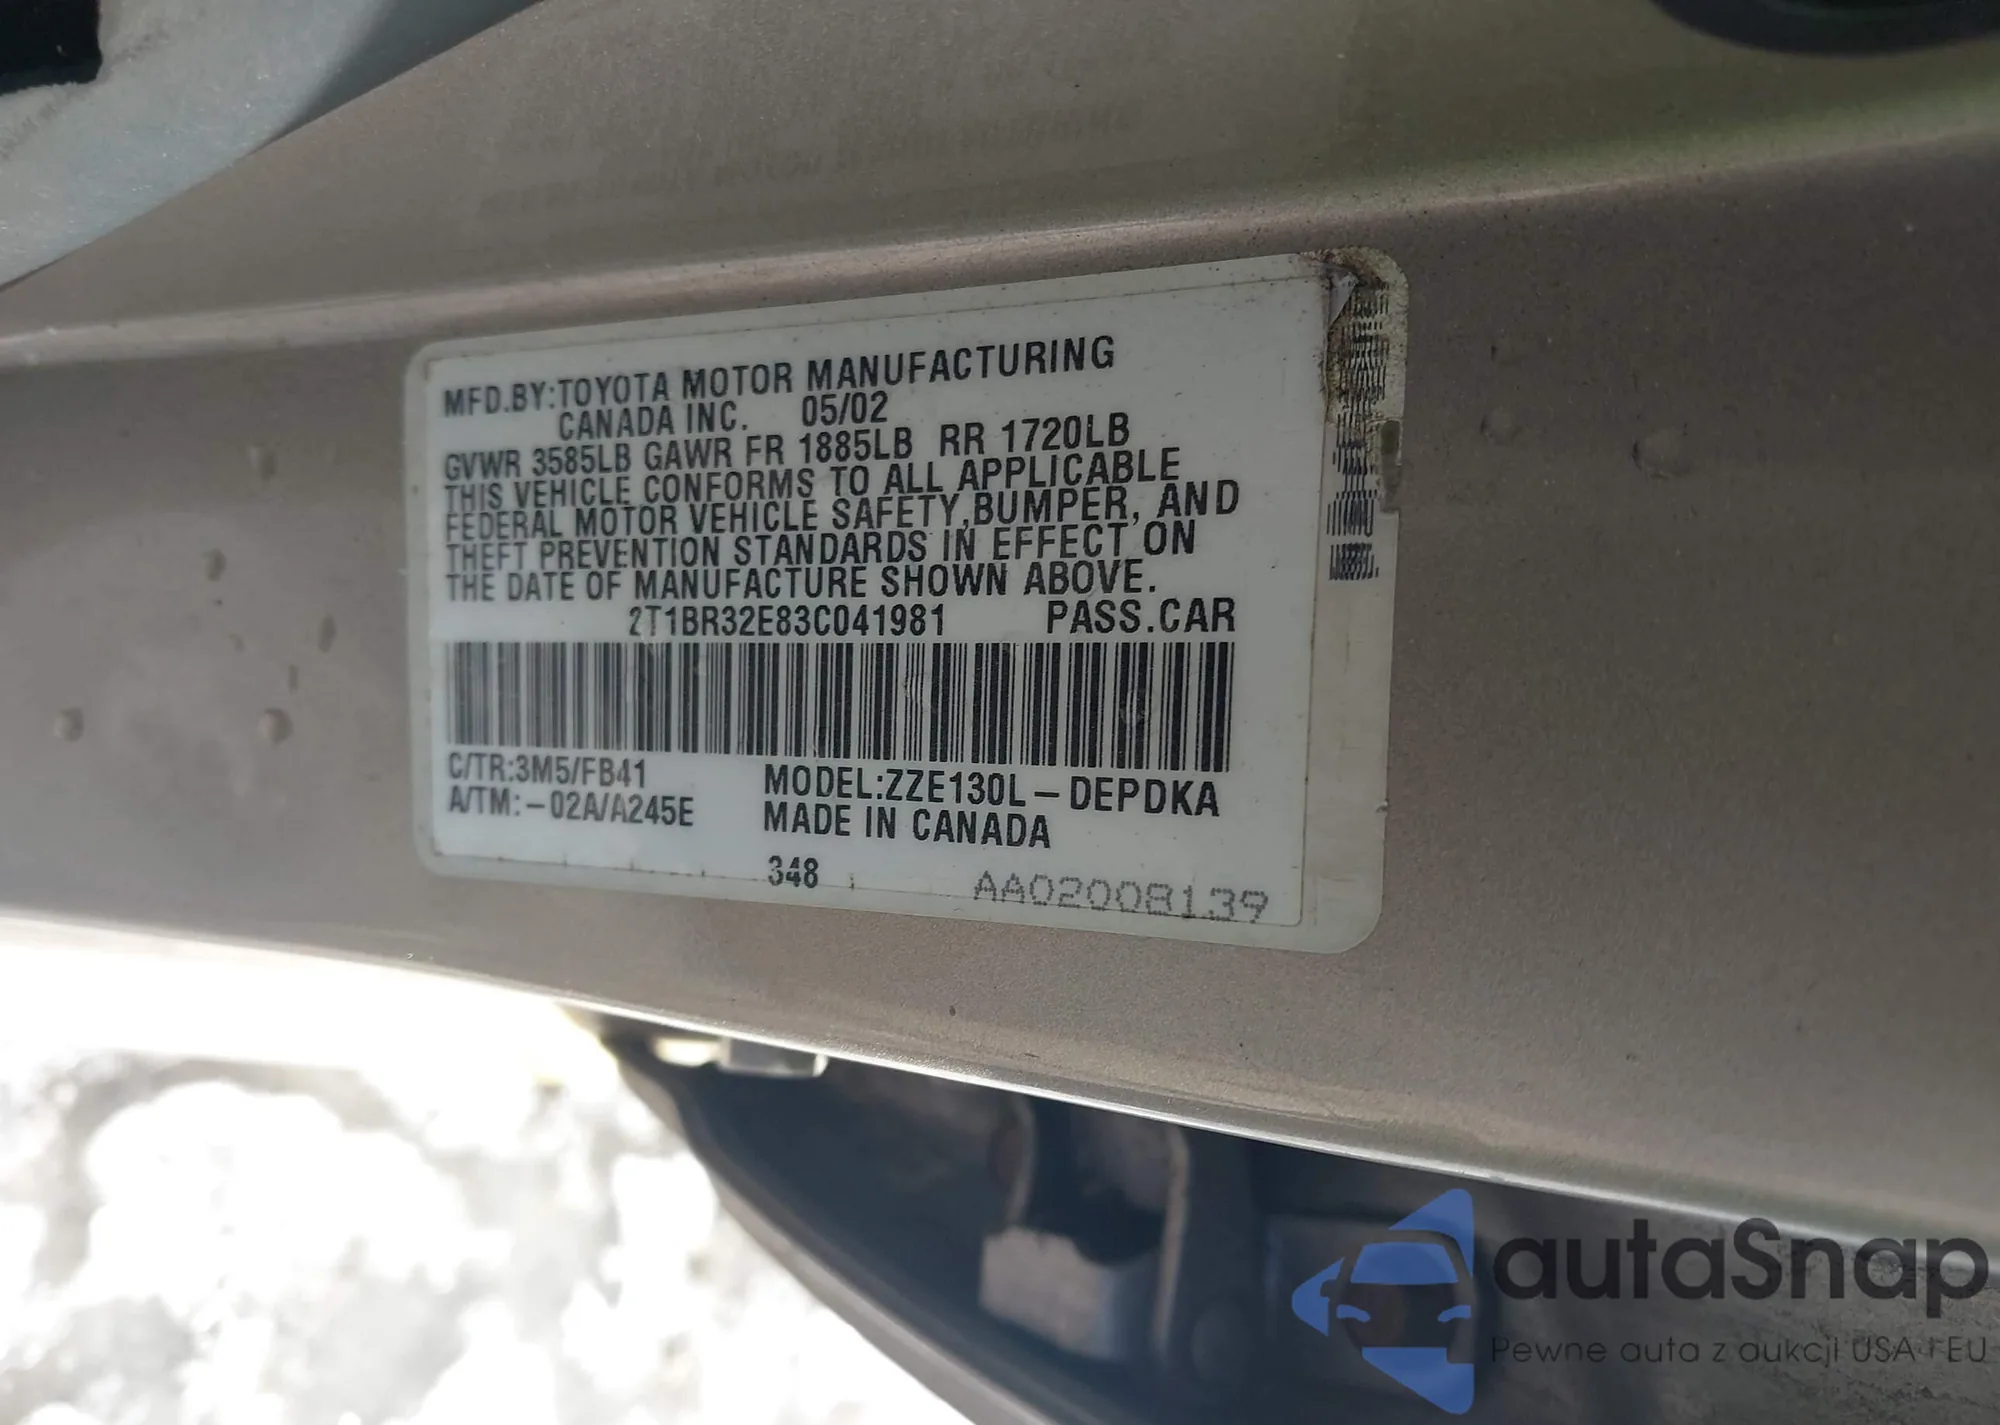 MFD.BY:TOYOTA MOTOR MANUFACTURING
CANADA INC. 05/02
GVWR 3585LB GAWR FR 1885LB RR 1720LB
THIS VEHICLE CONFORMS TO ALL APPLICABLE
FEDERAL MOTOR VEHICLE SAFETY,BUMPER, AND
THEFT PREVENTION STANDARDS IN EFFECT ON
THE DATE OF MANUFACTURE SHOWN ABOVE.
2T1BR32E83C041981 PASS.CAR
C/TR:3M5/FB41 MODEL:ZZE130L-DEPDKA
A/TM:-02A/A245E MADE IN CANADA
348 AA02008139
autaSnap
Pewne auta z aukcji USA i EU